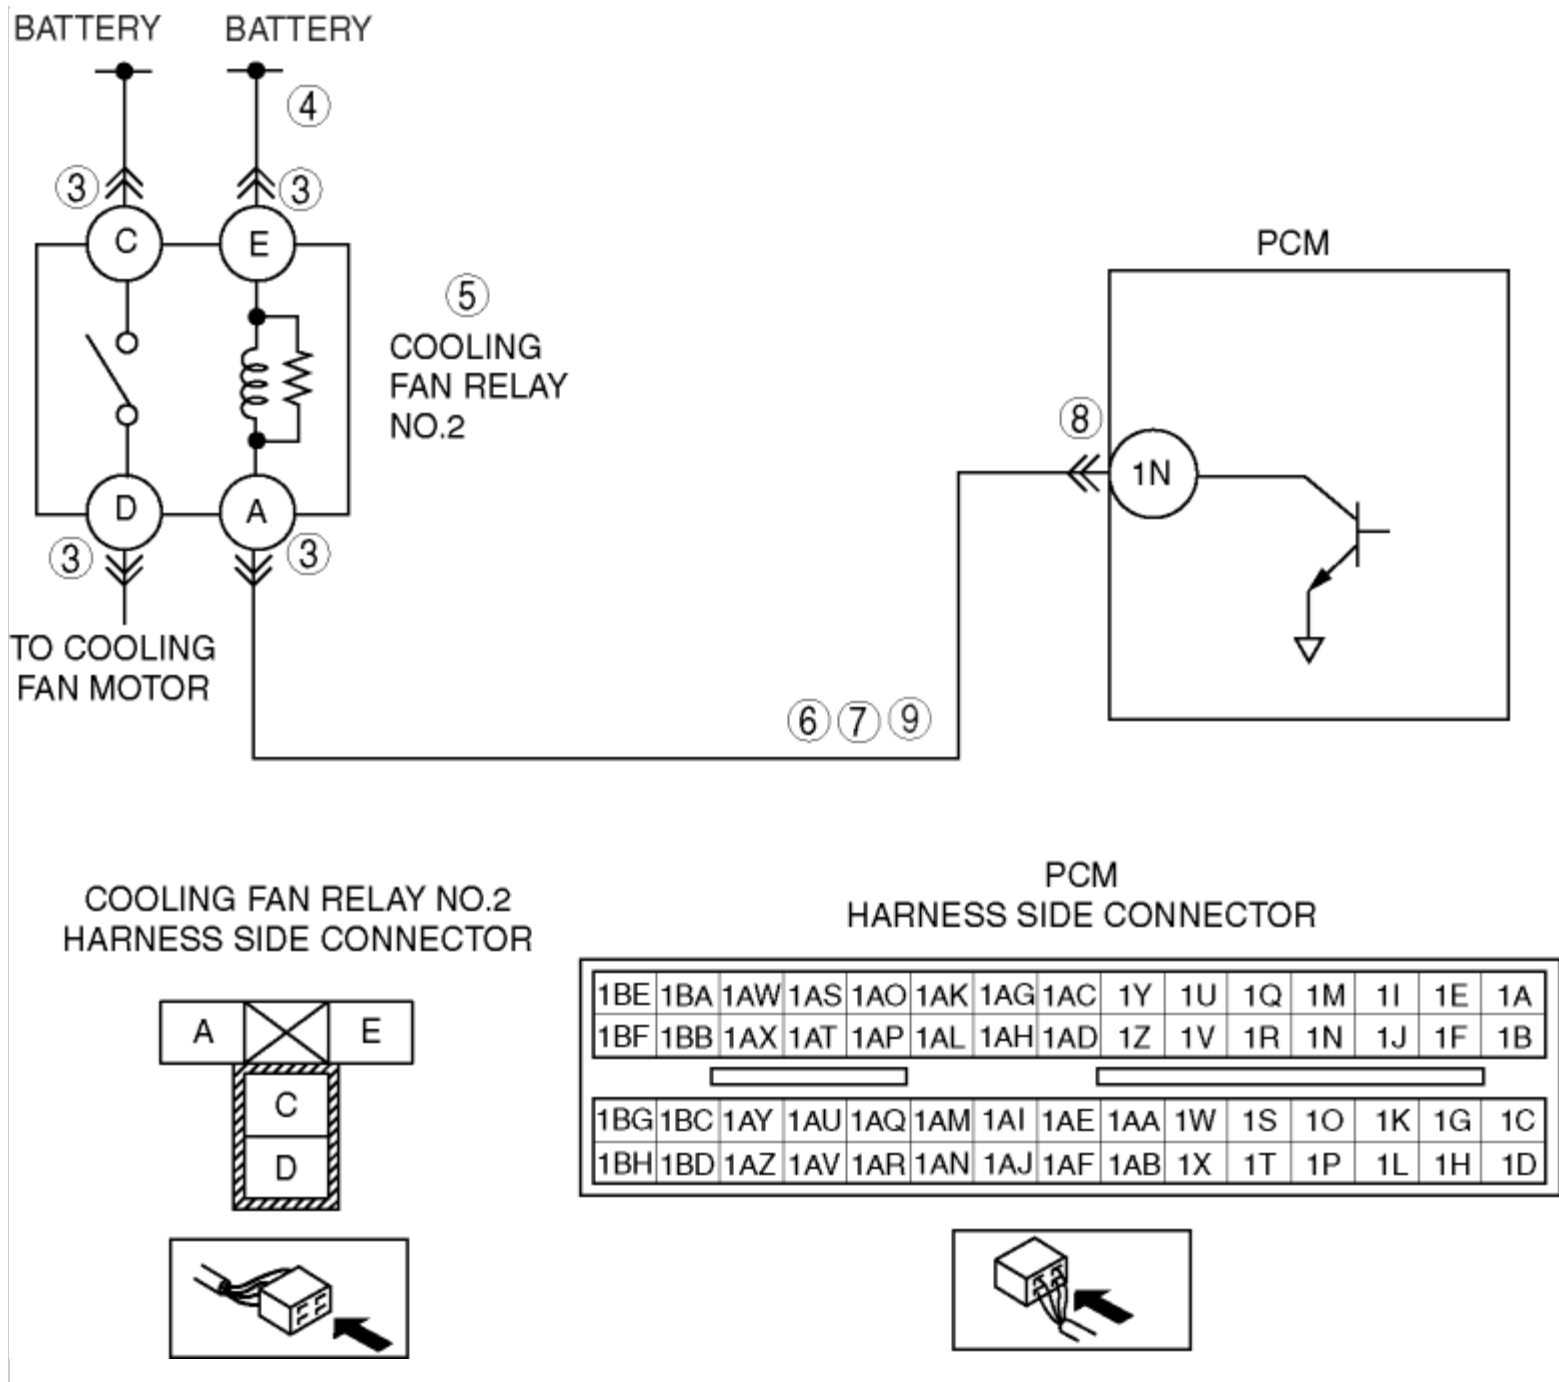 BATTERY BATTERY
4
3 3
C E
PCM
5
COOLING
FAN RELAY
NO.2
8
1N
D A
3 3
TO COOLING
FAN MOTOR
6 7 9
PCM
HARNESS SIDE CONNECTOR
COOLING FAN RELAY NO.2
HARNESS SIDE CONNECTOR
1BE 1BA 1AW 1AS 1AO 1AK 1AG 1AC 1Y 1U 1Q 1M 1I 1E 1A
1BF 1BB 1AX 1AT 1AP 1AL 1AH 1AD 1Z 1V 1R 1N 1J 1F 1B
1BG 1BC 1AY 1AU 1AQ 1AM 1AI 1AE 1AA 1W 1S 1O 1K 1G 1C
1BH 1BD 1AZ 1AV 1AR 1AN 1AJ 1AF 1AB 1X 1T 1P 1L 1H 1D
A E
C
D